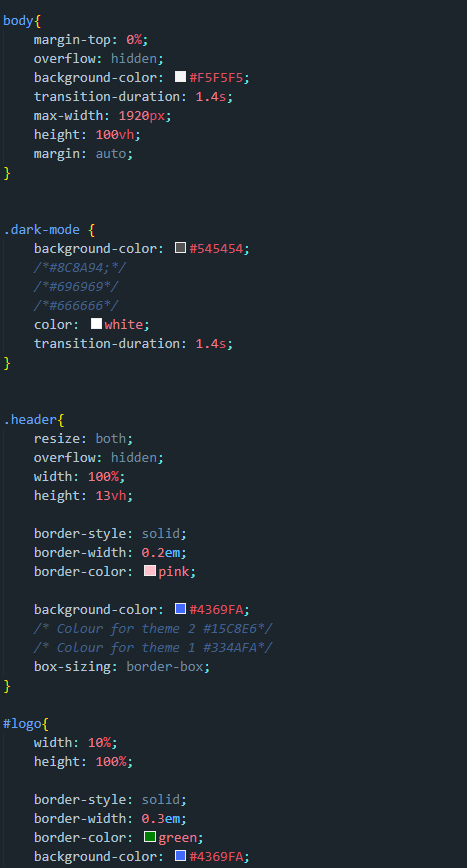 body{
margin-top: 0%;
overflow: hidden;
background-color: #F5F5F5;
transition-duration: 1.4s;
max-width: 1920px;
height: 100vh;
margin: auto;
}
.dark-mode {
background-color: #545454;
/*#8C8A94;*/
/*#696969*/
/*#666666*/
color: white;
transition-duration: 1.4s;
}
.header{
resize: both;
overflow: hidden;
width: 100%;
height: 13vh;
border-style: solid;
border-width: 0.2em;
border-color: pink;
background-color: #4369FA;
/* Colour for theme 2 #15C8E6*/
/* Colour for theme 1 #334AFA*/
box-sizing: border-box;
}
#logo{
width: 10%;
height: 100%;
border-style: solid;
border-width: 0.3em;
border-color: green;
background-color: #4369FA;